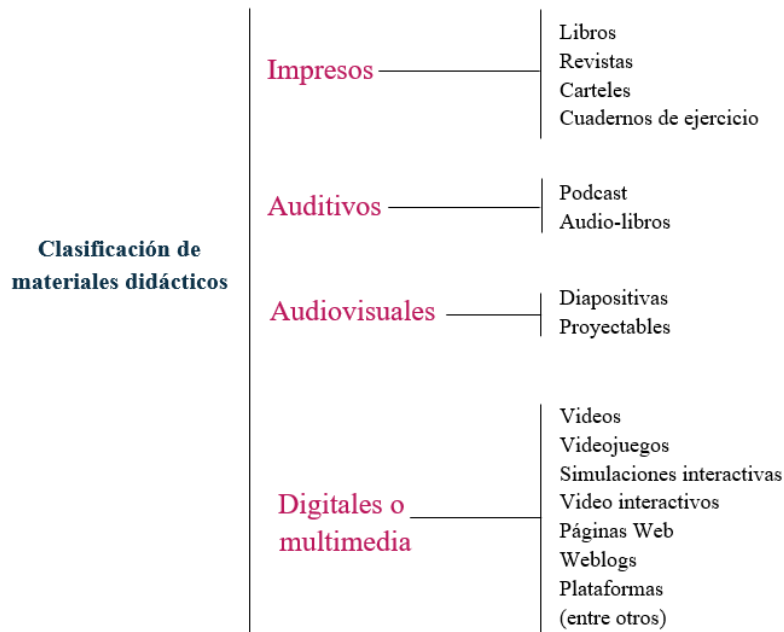 Clasificación de
materiales didácticos
Impresos
Libros
Revistas
Carteles
Cuadernos de ejercicio
Auditivos
Podcast
Audio-libros
Audiovisuales
Diapositivas
Proyectables
Digitales o
multimedia
Videos
Videojuegos
Simulaciones interactivas
Video interactivos
Páginas Web
Weblogs
Plataformas
(entre otros)